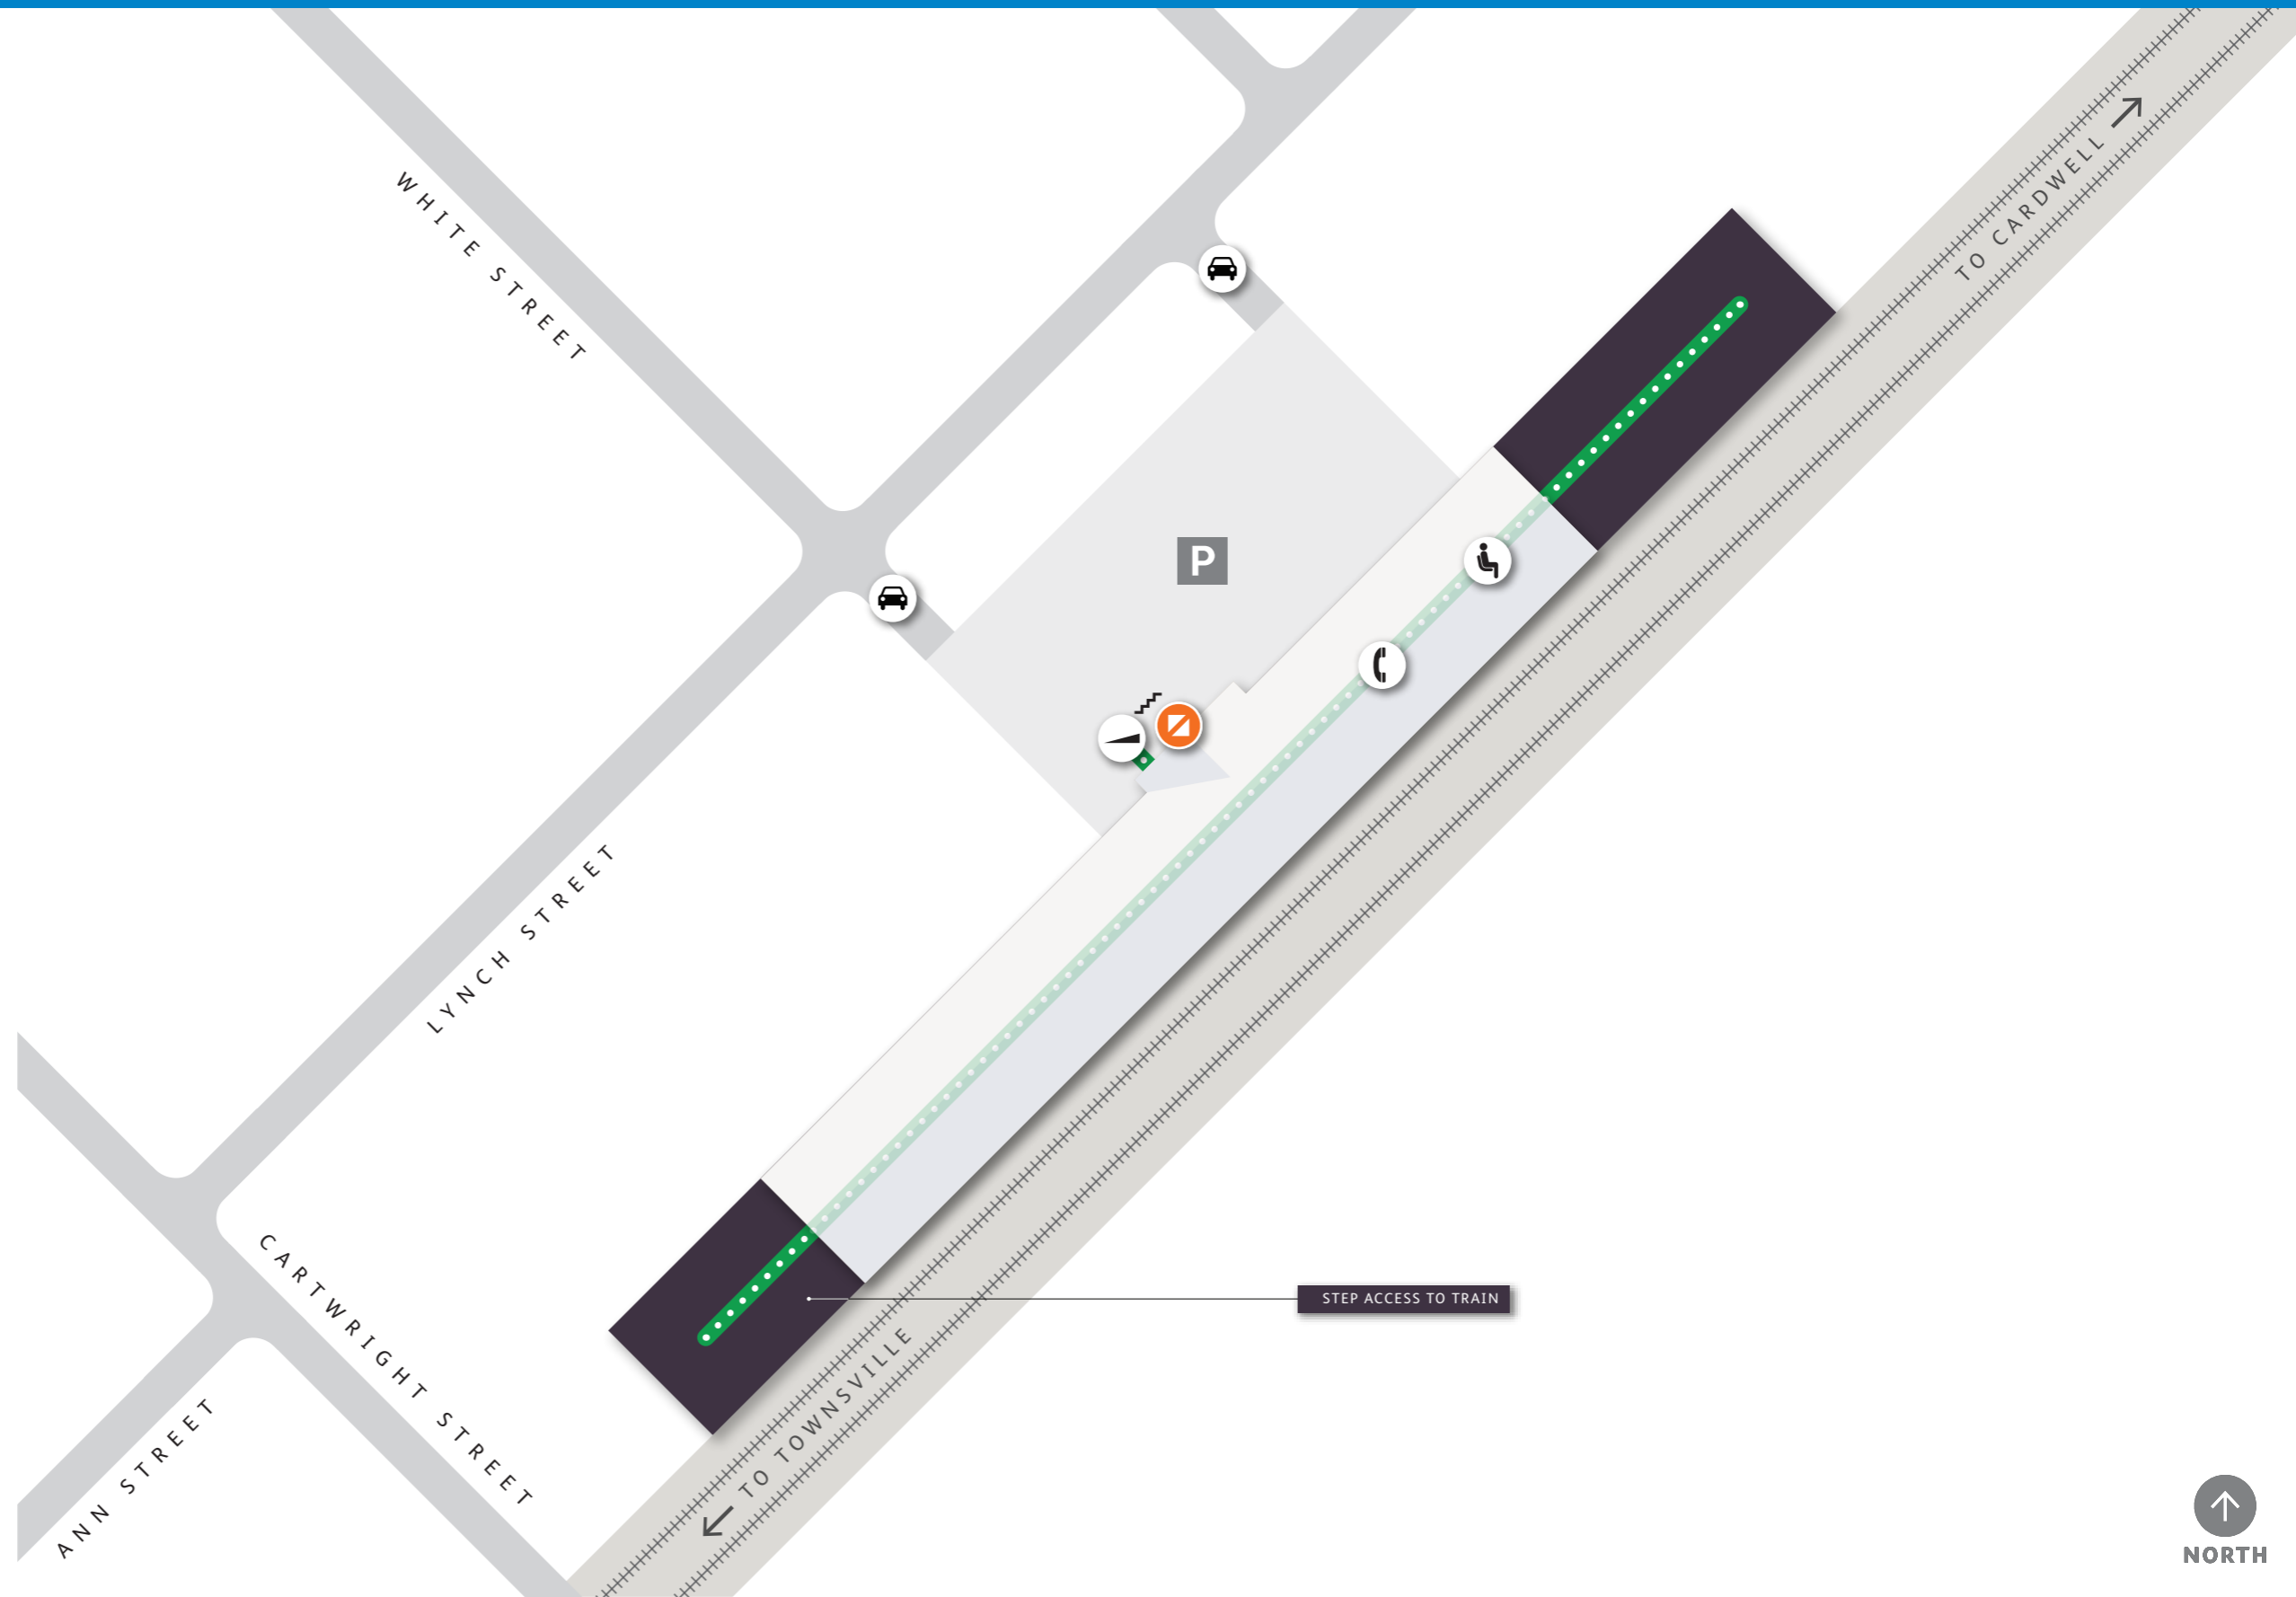 WHITE STREET
TO CARDWELL
P
LYNCH STREET
CARTWRIGHT STREET
STEP ACCESS TO TRAIN
TO TOWNSVILLE
ANN STREET
NORTH